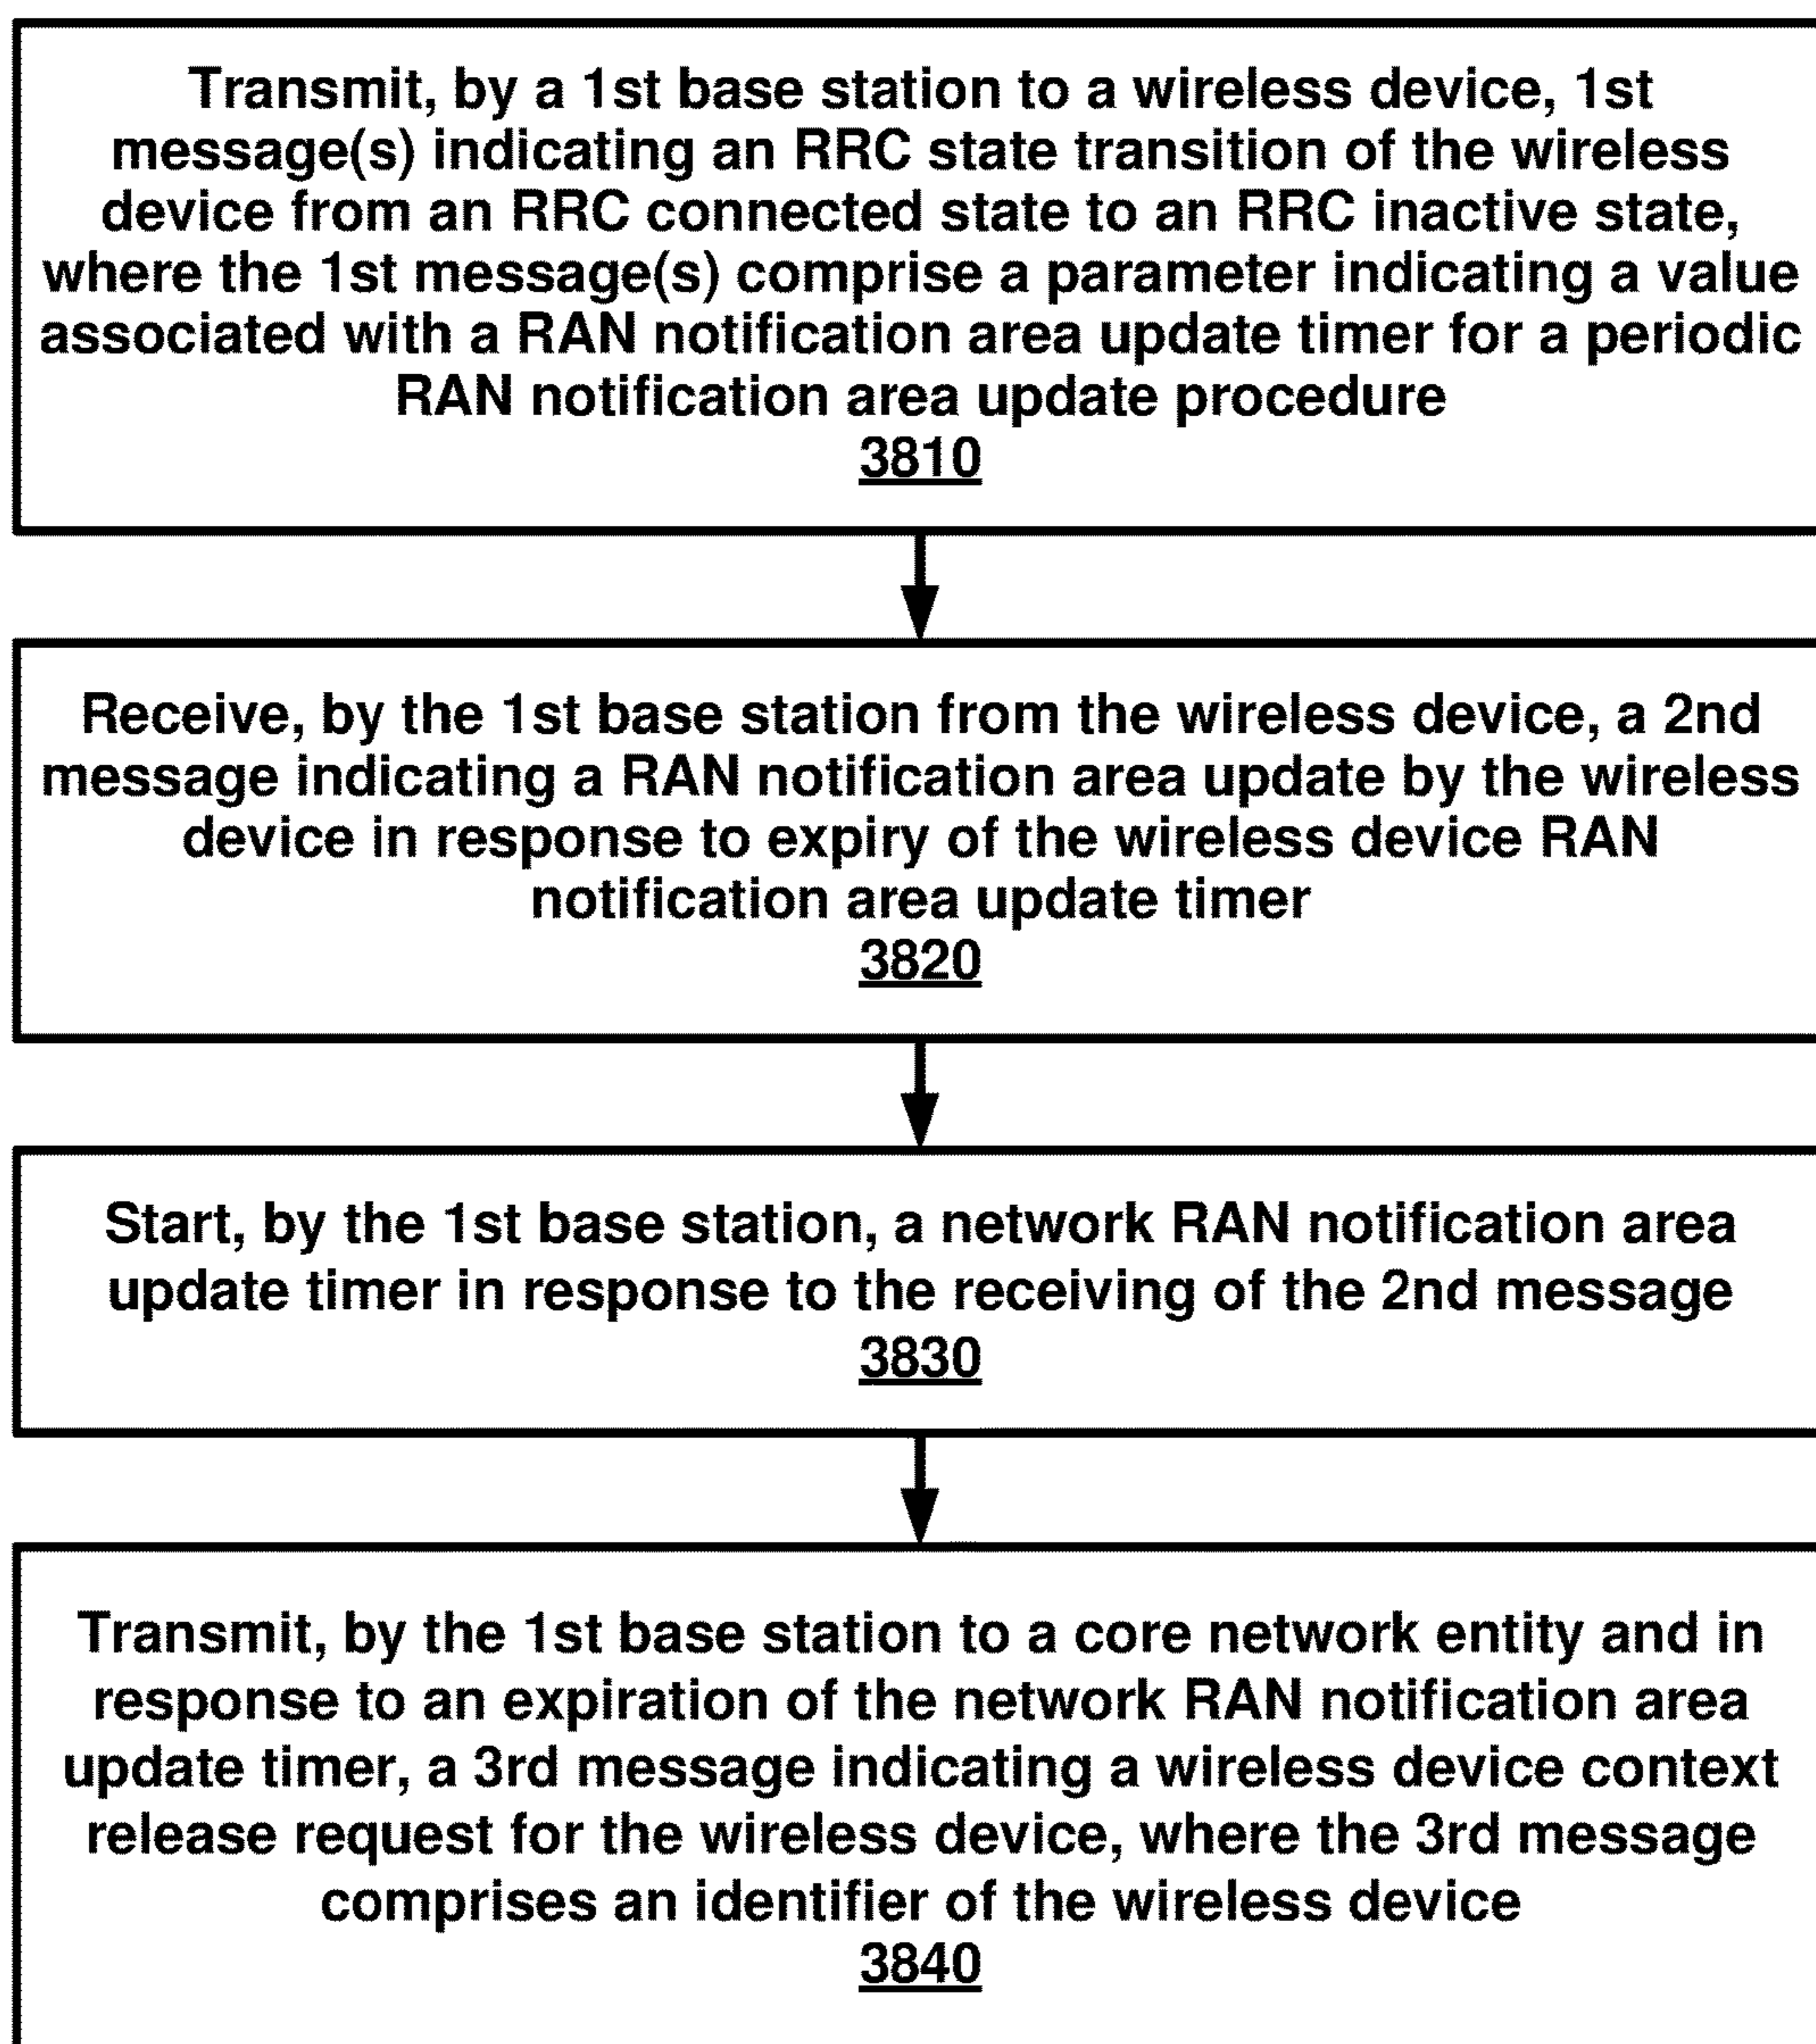 Transmit, by a 1st base station to a wireless device, 1st
message(s) indicating an RRC state transition of the wireless
device from an RRC connected state to an RRC inactive state,
where the 1st message(s) comprise a parameter indicating a value
associated with a RAN notification area update timer for a periodic
RAN notification area update procedure
3810
Receive, by the 1st base station from the wireless device, a 2nd
message indicating a RAN notification area update by the wireless
device in response to expiry of the wireless device RAN
notification area update timer
3820
Start, by the 1st base station, a network RAN notification area
update timer in response to the receiving of the 2nd message
3830
Transmit, by the 1st base station to a core network entity and in
response to an expiration of the network RAN notification area
update timer, a 3rd message indicating a wireless device context
release request for the wireless device, where the 3rd message
comprises an identifier of the wireless device
3840